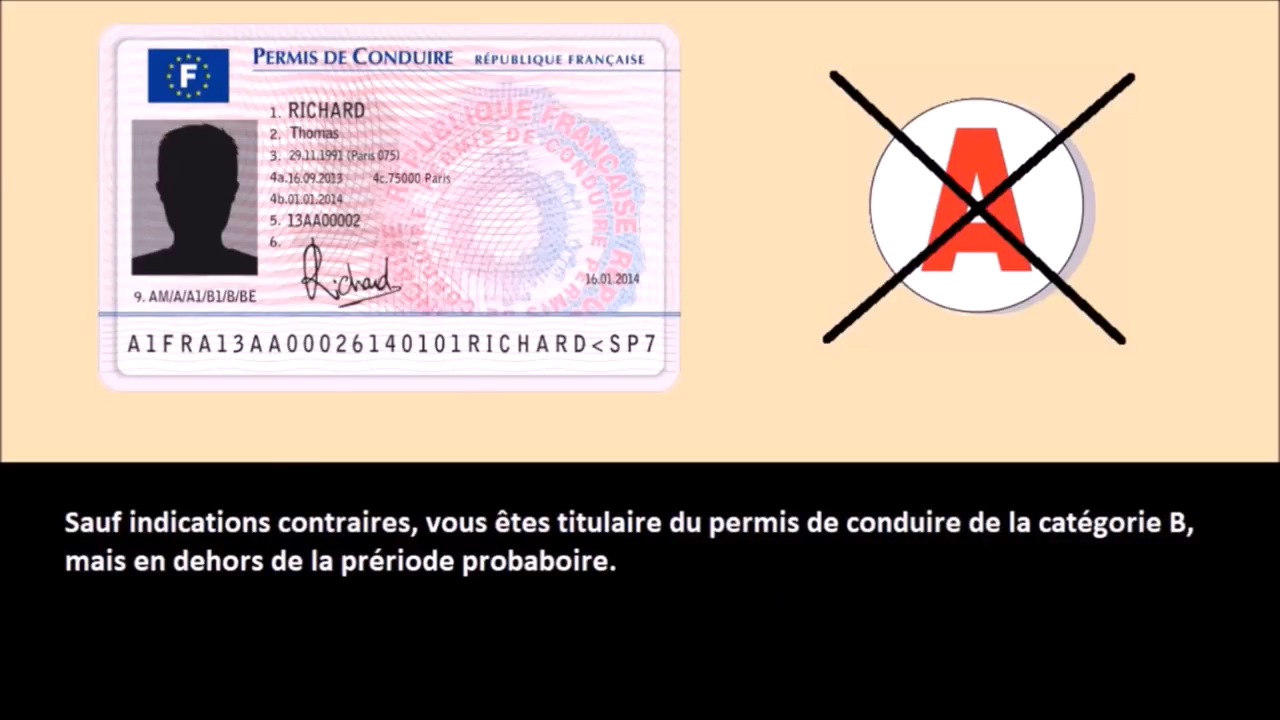 F
PERMIS DE CONDUIRE RÉPUBLIQUE FRANÇAISE
1. RICHARD
2. Thomas
3. 29.11.1991 (Paris 075)
4a.16.09.2013 4c.75000 Paris
4b.01.01.2014
5. 13AA00002
6.
Richard
16.01.2014
9. AM/A/A1/B1/B/BE
A1FRA13AA00026140101RICHARD<SP7
A
Sauf indications contraires, vous êtes titulaire du permis de conduire de la catégorie B,
mais en dehors de la prériode probaboire.